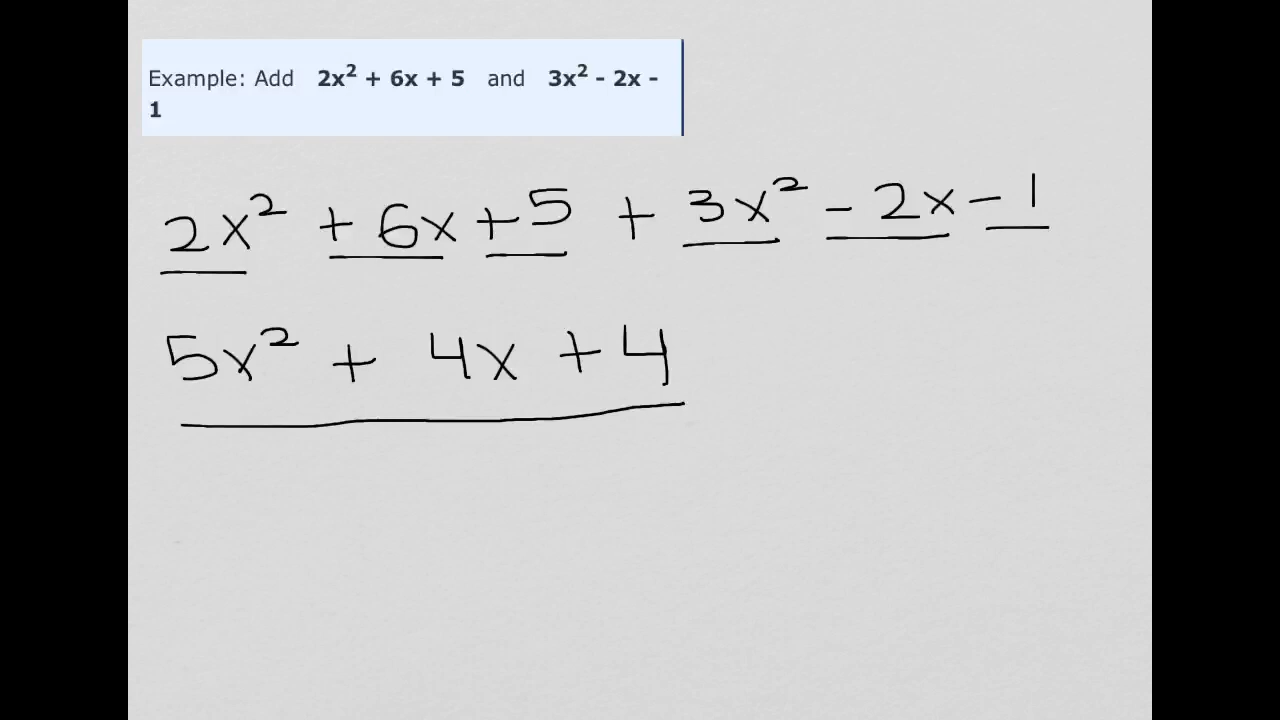 Example: Add 2x² + 6x + 5 and 3x² - 2x -
1
2x² + 6x + 5 + 3x² - 2x - 1
5x² + 4x + 4